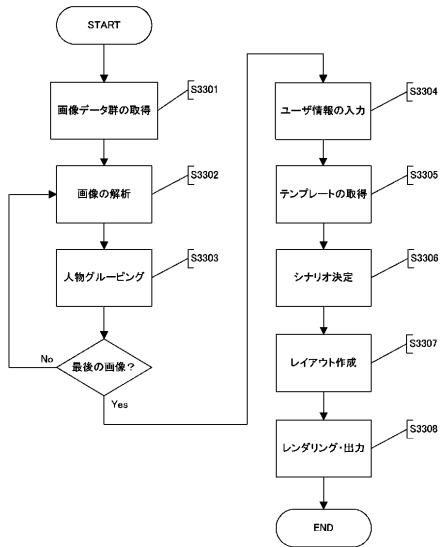 START
画像データ群の取得
S3301
画像の解析
S3302
人物グルーピング
S3303
最後の画像？
No
Yes
ユーザ情報の入力
S3304
テンプレートの取得
S3305
シナリオ決定
S3306
レイアウト作成
S3307
レンダリング・出力
S3308
END